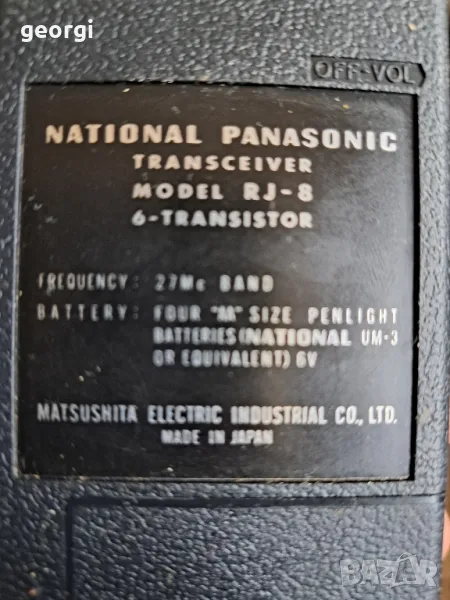 georgi
OFF-VOL
NATIONAL PANASONIC
TRANSCEIVER
MODEL RJ-8
6-TRANSISTOR
FREQUENCY: 27Mc BAND
BATTERY: FOUR "AA" SIZE PENLIGHT
BATTERIES (NATIONAL UM-3
OR EQUIVALENT) 6V
MATSUSHITA ELECTRIC INDUSTRIAL CO., LTD.
MADE IN JAPAN
BAZAR